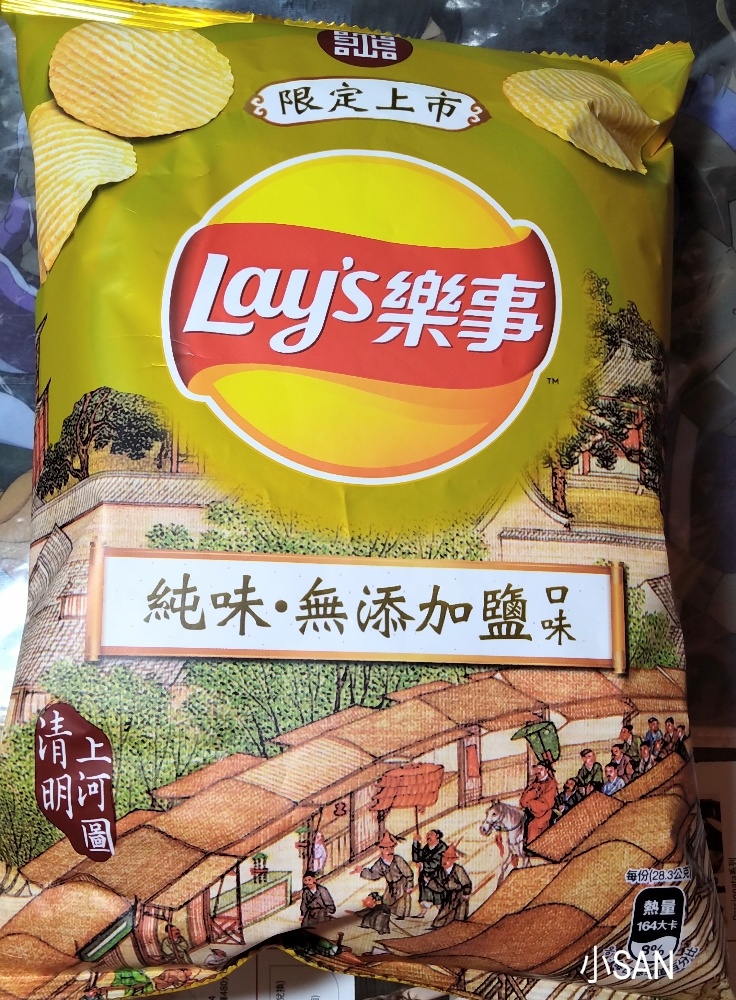 限定上市
Lay's樂事
TM
純味·無添加鹽口味
清明
上河圖
每份(28.3公克
熱量
164大卡
小SAN